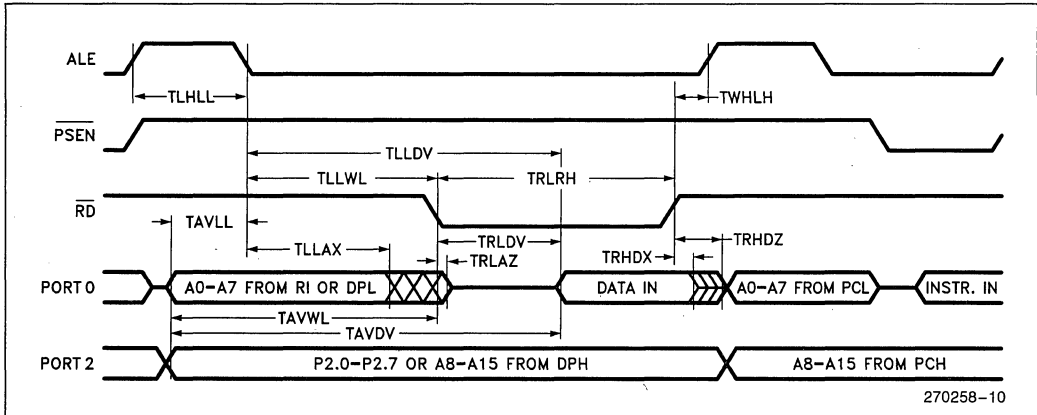 ALE
TLHLL
TWHLH
PSEN
TLLDV
TLLWL
TRLRH
RD
TAVLL
TLLAX
TRLDV
TRLAZ
TRHDX
TRHDZ
PORT 0
A0-A7 FROM RI OR DPL
DATA IN
A0-A7 FROM PCL
INSTR. IN
TAVWL
TAVDV
PORT 2
P2.0-P2.7 OR A8-A15 FROM DPH
A8-A15 FROM PCH
270258-10